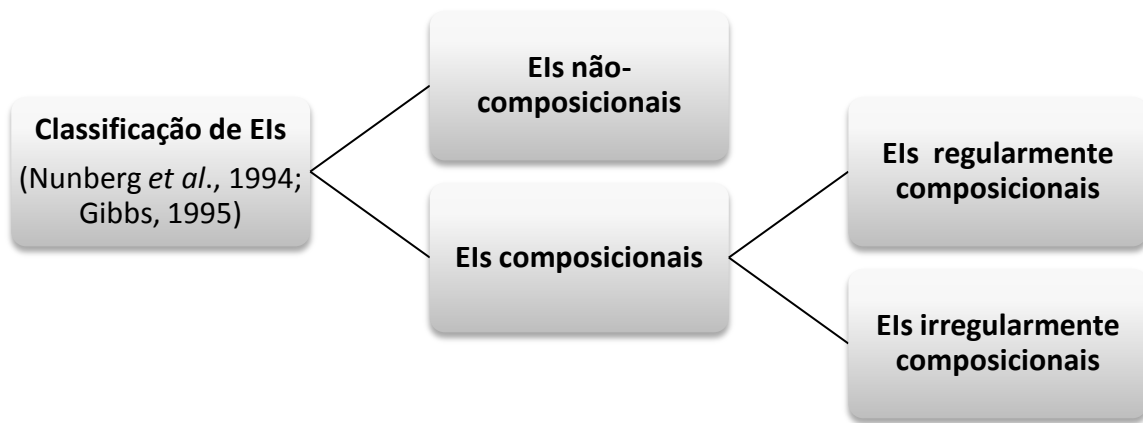 Classificação de EIs
(Nunberg et al., 1994;
Gibbs, 1995)
EIs não-
composicionais
EIs composicionais
EIs regularmente
composicionais
EIs irregularmente
composicionais